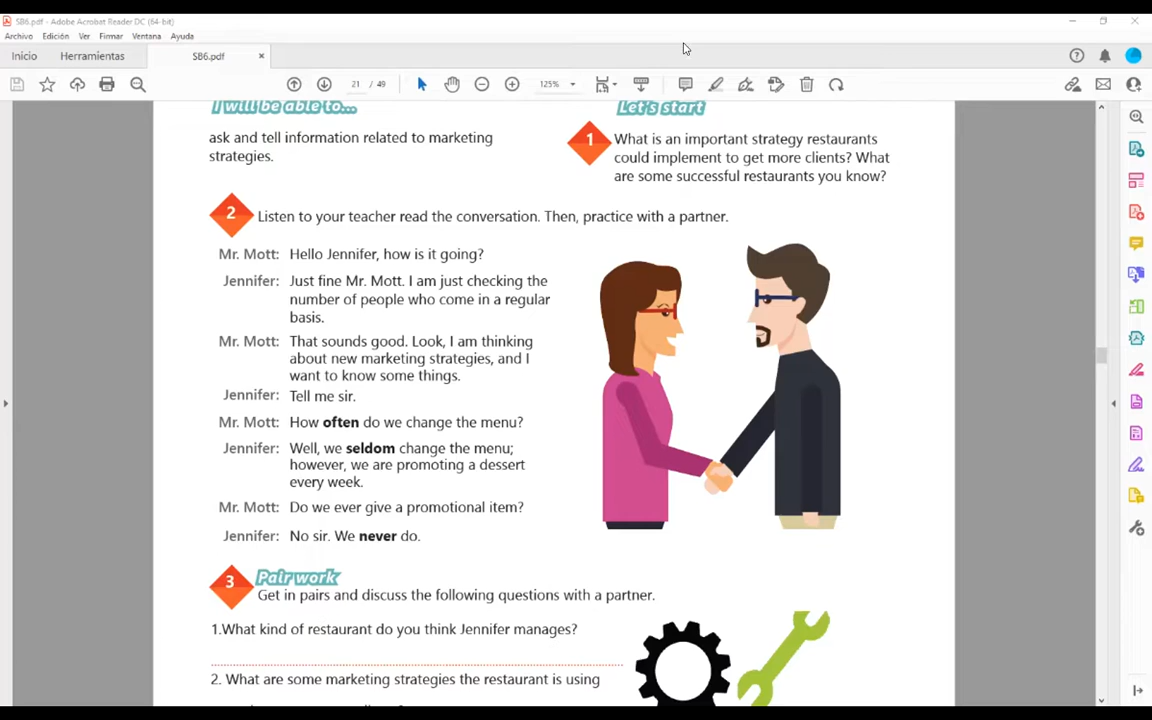 SB6.pdf - Adobe Acrobat Reader DC (64-bit)
Archivo Edición Ver Firmar Ventana Ayuda
Inicio Herramientas SB6.pdf ×
21 / 49 125%
I will be able to...
ask and tell information related to marketing
strategies.
Let's start
1 What is an important strategy restaurants
could implement to get more clients? What
are some successful restaurants you know?
2 Listen to your teacher read the conversation. Then, practice with a partner.
Mr. Mott: Hello Jennifer, how is it going?
Jennifer: Just fine Mr. Mott. I am just checking the
number of people who come in a regular
basis.
Mr. Mott: That sounds good. Look, I am thinking
about new marketing strategies, and I
want to know some things.
Jennifer: Tell me sir.
Mr. Mott: How often do we change the menu?
Jennifer: Well, we seldom change the menu;
however, we are promoting a dessert
every week.
Mr. Mott: Do we ever give a promotional item?
Jennifer: No sir. We never do.
3 Pair work
Get in pairs and discuss the following questions with a partner.
1.What kind of restaurant do you think Jennifer manages?
2. What are some marketing strategies the restaurant is using